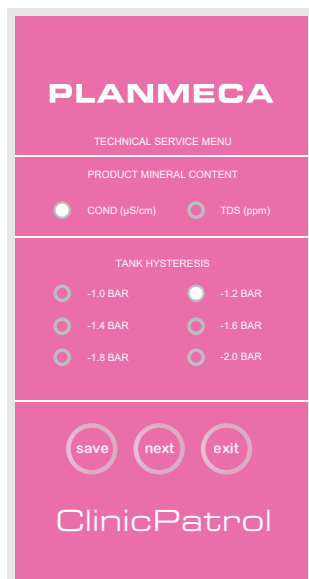 PLANMECA
TECHNICAL SERVICE MENU
PRODUCT MINERAL CONTENT
COND (µS/cm) TDS (ppm)
TANK HYSTERESIS
-1.0 BAR -1.2 BAR
-1.4 BAR -1.6 BAR
-1.8 BAR -2.0 BAR
save next exit
ClinicPatrol